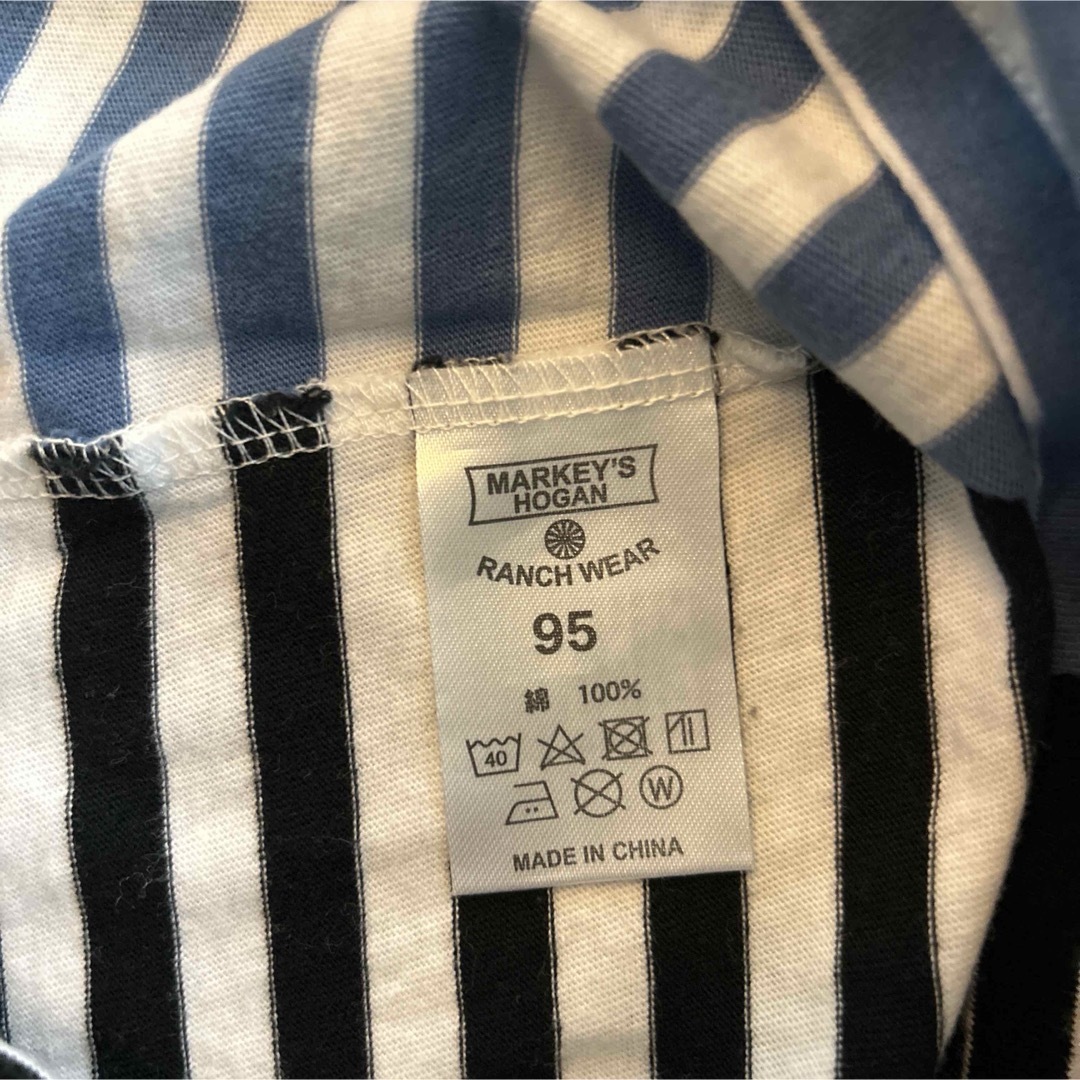 MARKEY'S
HOGAN
RANCH WEAR
95
綿 100%
40
W
MADE IN CHINA